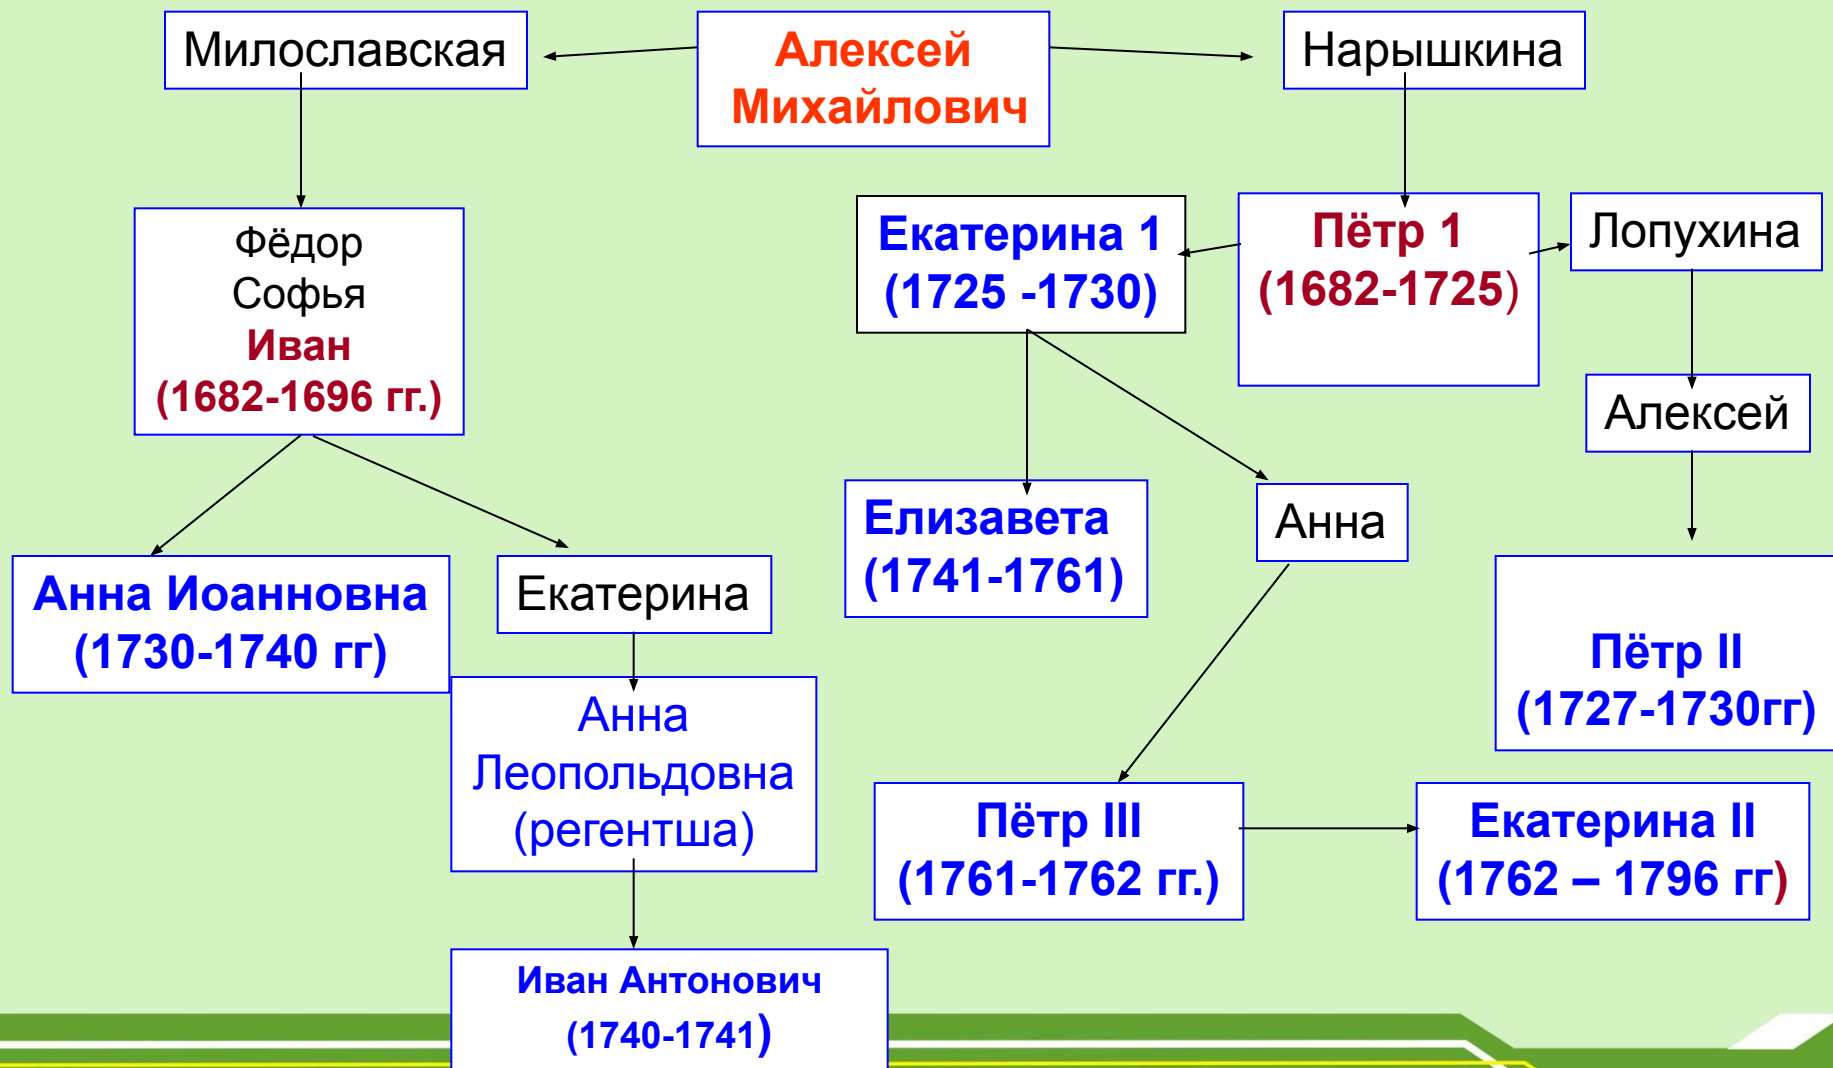 Милославская
Алексей
Михайлович
Нарышкина
Фёдор
Софья
Иван
(1682-1696 гг.)
Екатерина 1
(1725 -1730)
Пётр 1
(1682-1725)
Лопухина
Алексей
Елизавета
(1741-1761)
Анна
Анна Иоанновна
(1730-1740 гг)
Екатерина
Пётр II
(1727-1730гг)
Анна
Леопольдовна
(регентша)
Пётр III
(1761-1762 гг.)
Екатерина II
(1762 – 1796 гг)
Иван Антонович
(1740-1741)